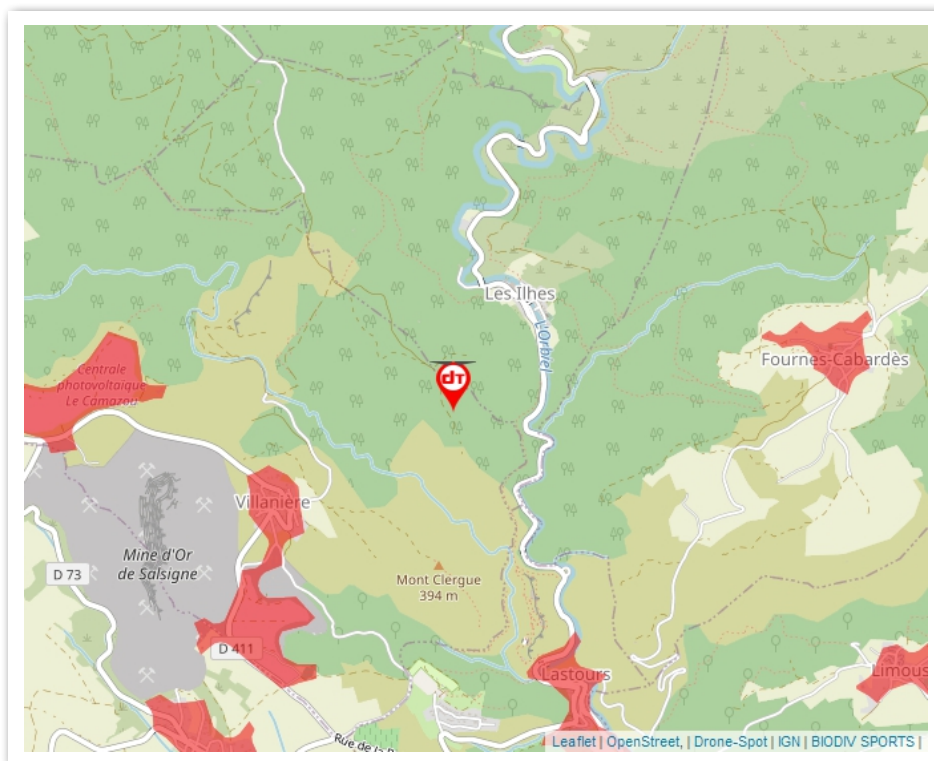 Les Ilhes
L'Orbiel
Fournes-Cabardès
Centrale
photovoltaïque
Le Camazou
dT
Villanière
Mine d'Or
de Salsigne
D 73
Mont Clergue
394 m
D 411
Lastours
Limous
Rue de la
Leaflet | OpenStreet, | Drone-Spot | IGN | BIODIV SPORTS |